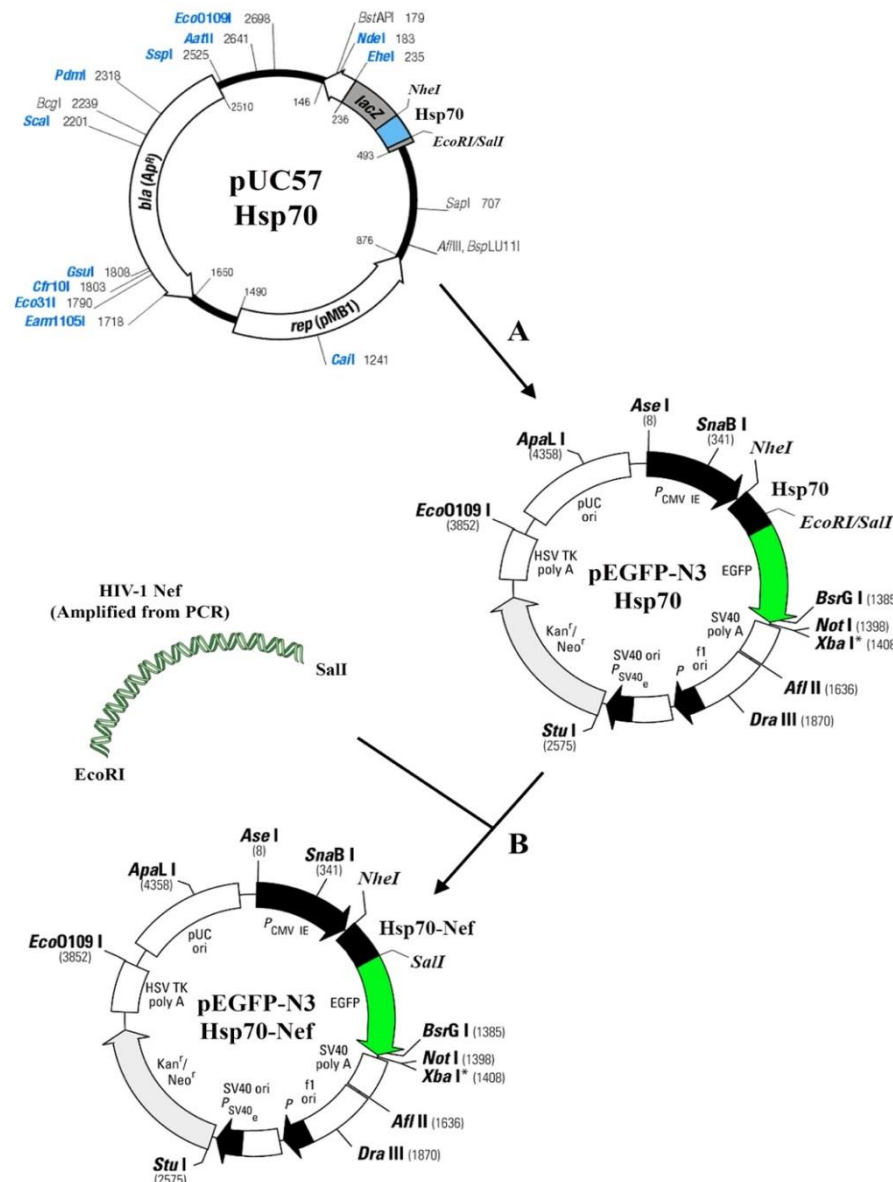 EcoO109I 2698
AatII 2641
SspI 2525
PdmI 2318
BcgI 2239
ScaI 2201
BstAPI 179
NdeI 183
EheI 235
NheI
Hsp70
EcoRI/SalI
2510
146
236
lacZ
493
bla (ApR)
pUC57
Hsp70
SapI 707
AflIII, BspLU11I
876
GsuI 1808
Cfr10I 1803
Eco31I 1790
Eam1105I 1718
1650
1490
rep (pMB1)
CaiI 1241
A
Ase I
(8)
SnaB I
(341)
ApaL I
(4358)
NheI
Hsp70
EcoRI/SalI
PCMV IE
pUC
ori
EcoO109 I
(3852)
HSV TK
poly A
pEGFP-N3
Hsp70
EGFP
BsrG I (1385
Not I (1398)
Xba I* (1408)
SV40
poly A
Kanr/
Neor
SV40 ori
PSV40e
f1
ori
P
Afl II (1636)
Dra III (1870)
Stu I
(2575)
HIV-1 Nef
(Amplified from PCR)
SalI
EcoRI
B
Ase I
(8)
SnaB I
(341)
ApaL I
(4358)
NheI
Hsp70-Nef
SalI
PCMV IE
pUC
ori
EcoO109 I
(3852)
HSV TK
poly A
pEGFP-N3
Hsp70-Nef
EGFP
BsrG I (1385)
Not I (1398)
Xba I* (1408)
SV40
poly A
Kanr/
Neor
SV40 ori
PSV40e
f1
ori
P
Afl II (1636)
Dra III (1870)
Stu I
(2575)